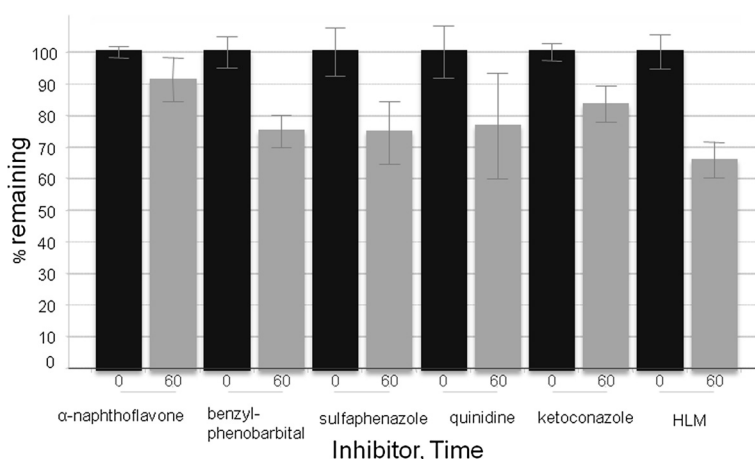 100
90
80
70
60
50
40
30
20
10
0
% remaining
0 60 0 60 0 60 0 60 0 60 0 60
α-naphthoflavone benzyl-phenobarbital sulfaphenazole quinidine ketoconazole HLM
Inhibitor, Time